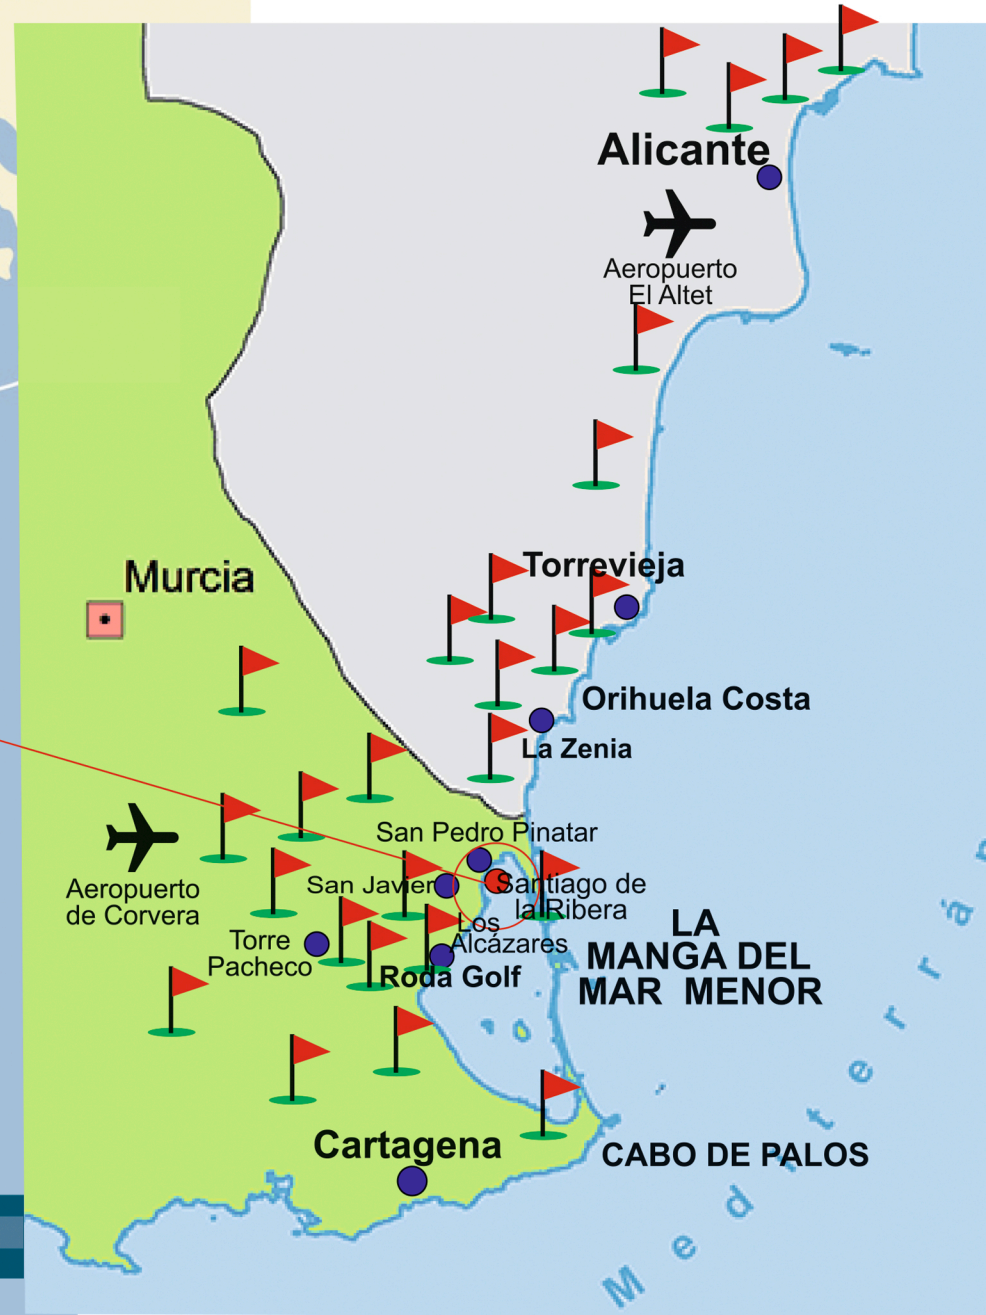 Alicante
Aeropuerto
El Altet
Torrevieja
Murcia
Orihuela Costa
La Zenia
San Pedro Pinatar
San Javier
Santiago de
la Ribera
Aeropuerto
de Corvera
Los
Alcázares
Torre
Pacheco
Roda Golf
LA
MANGA DEL
MAR MENOR
Cartagena
CABO DE PALOS
Mediterrán